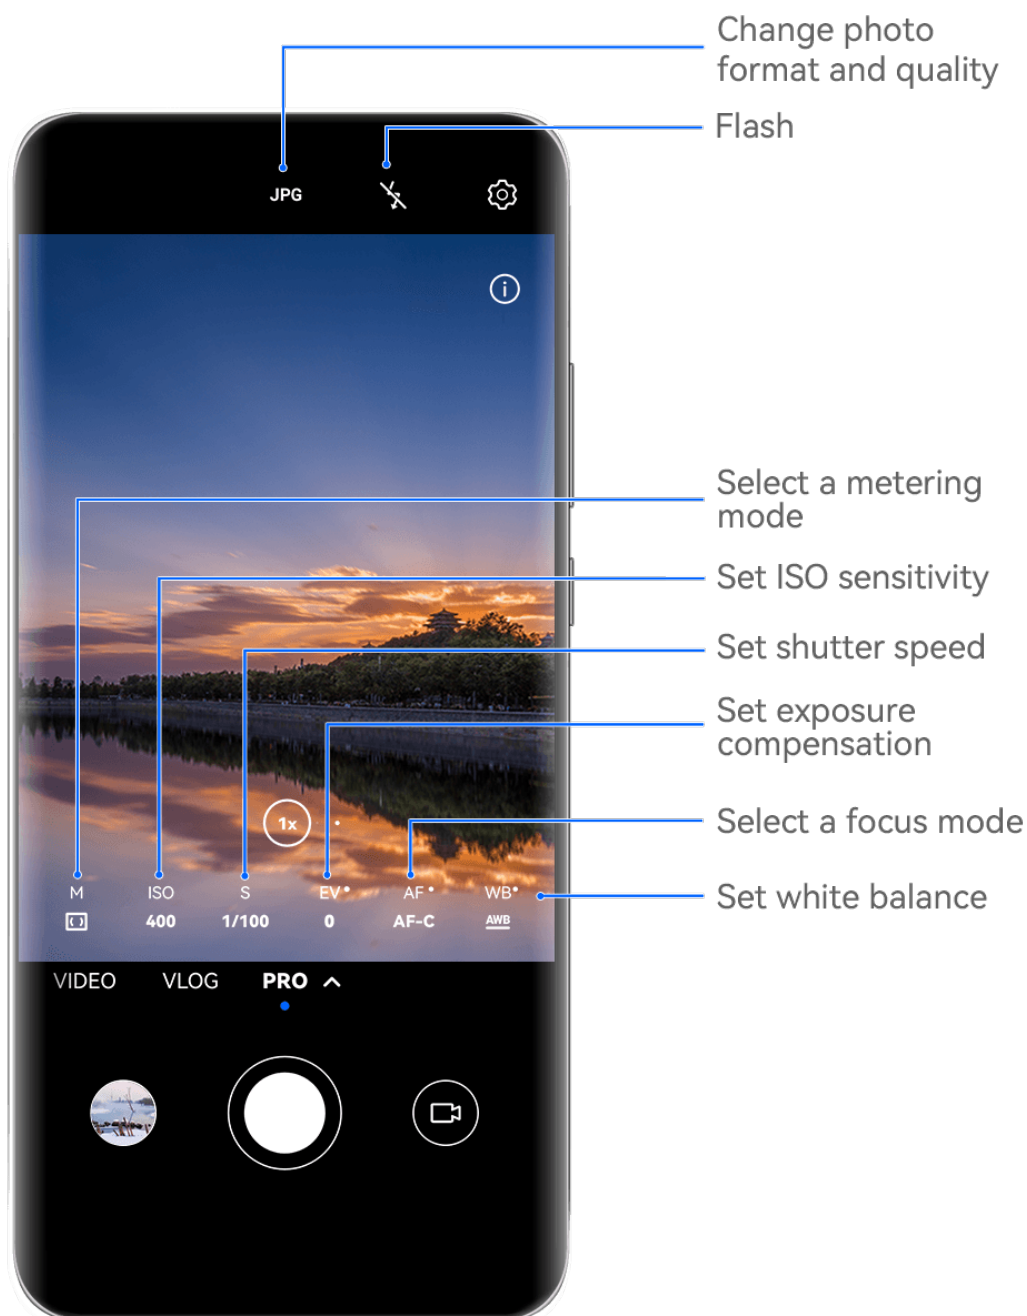 Change photo
format and quality
Flash
JPG
Select a metering
mode
Set ISO sensitivity
Set shutter speed
Set exposure
compensation
1x
Select a focus mode
M ISO S EV AF WB
Set white balance
400 1/100 0 AF-C AWB
VIDEO VLOG PRO